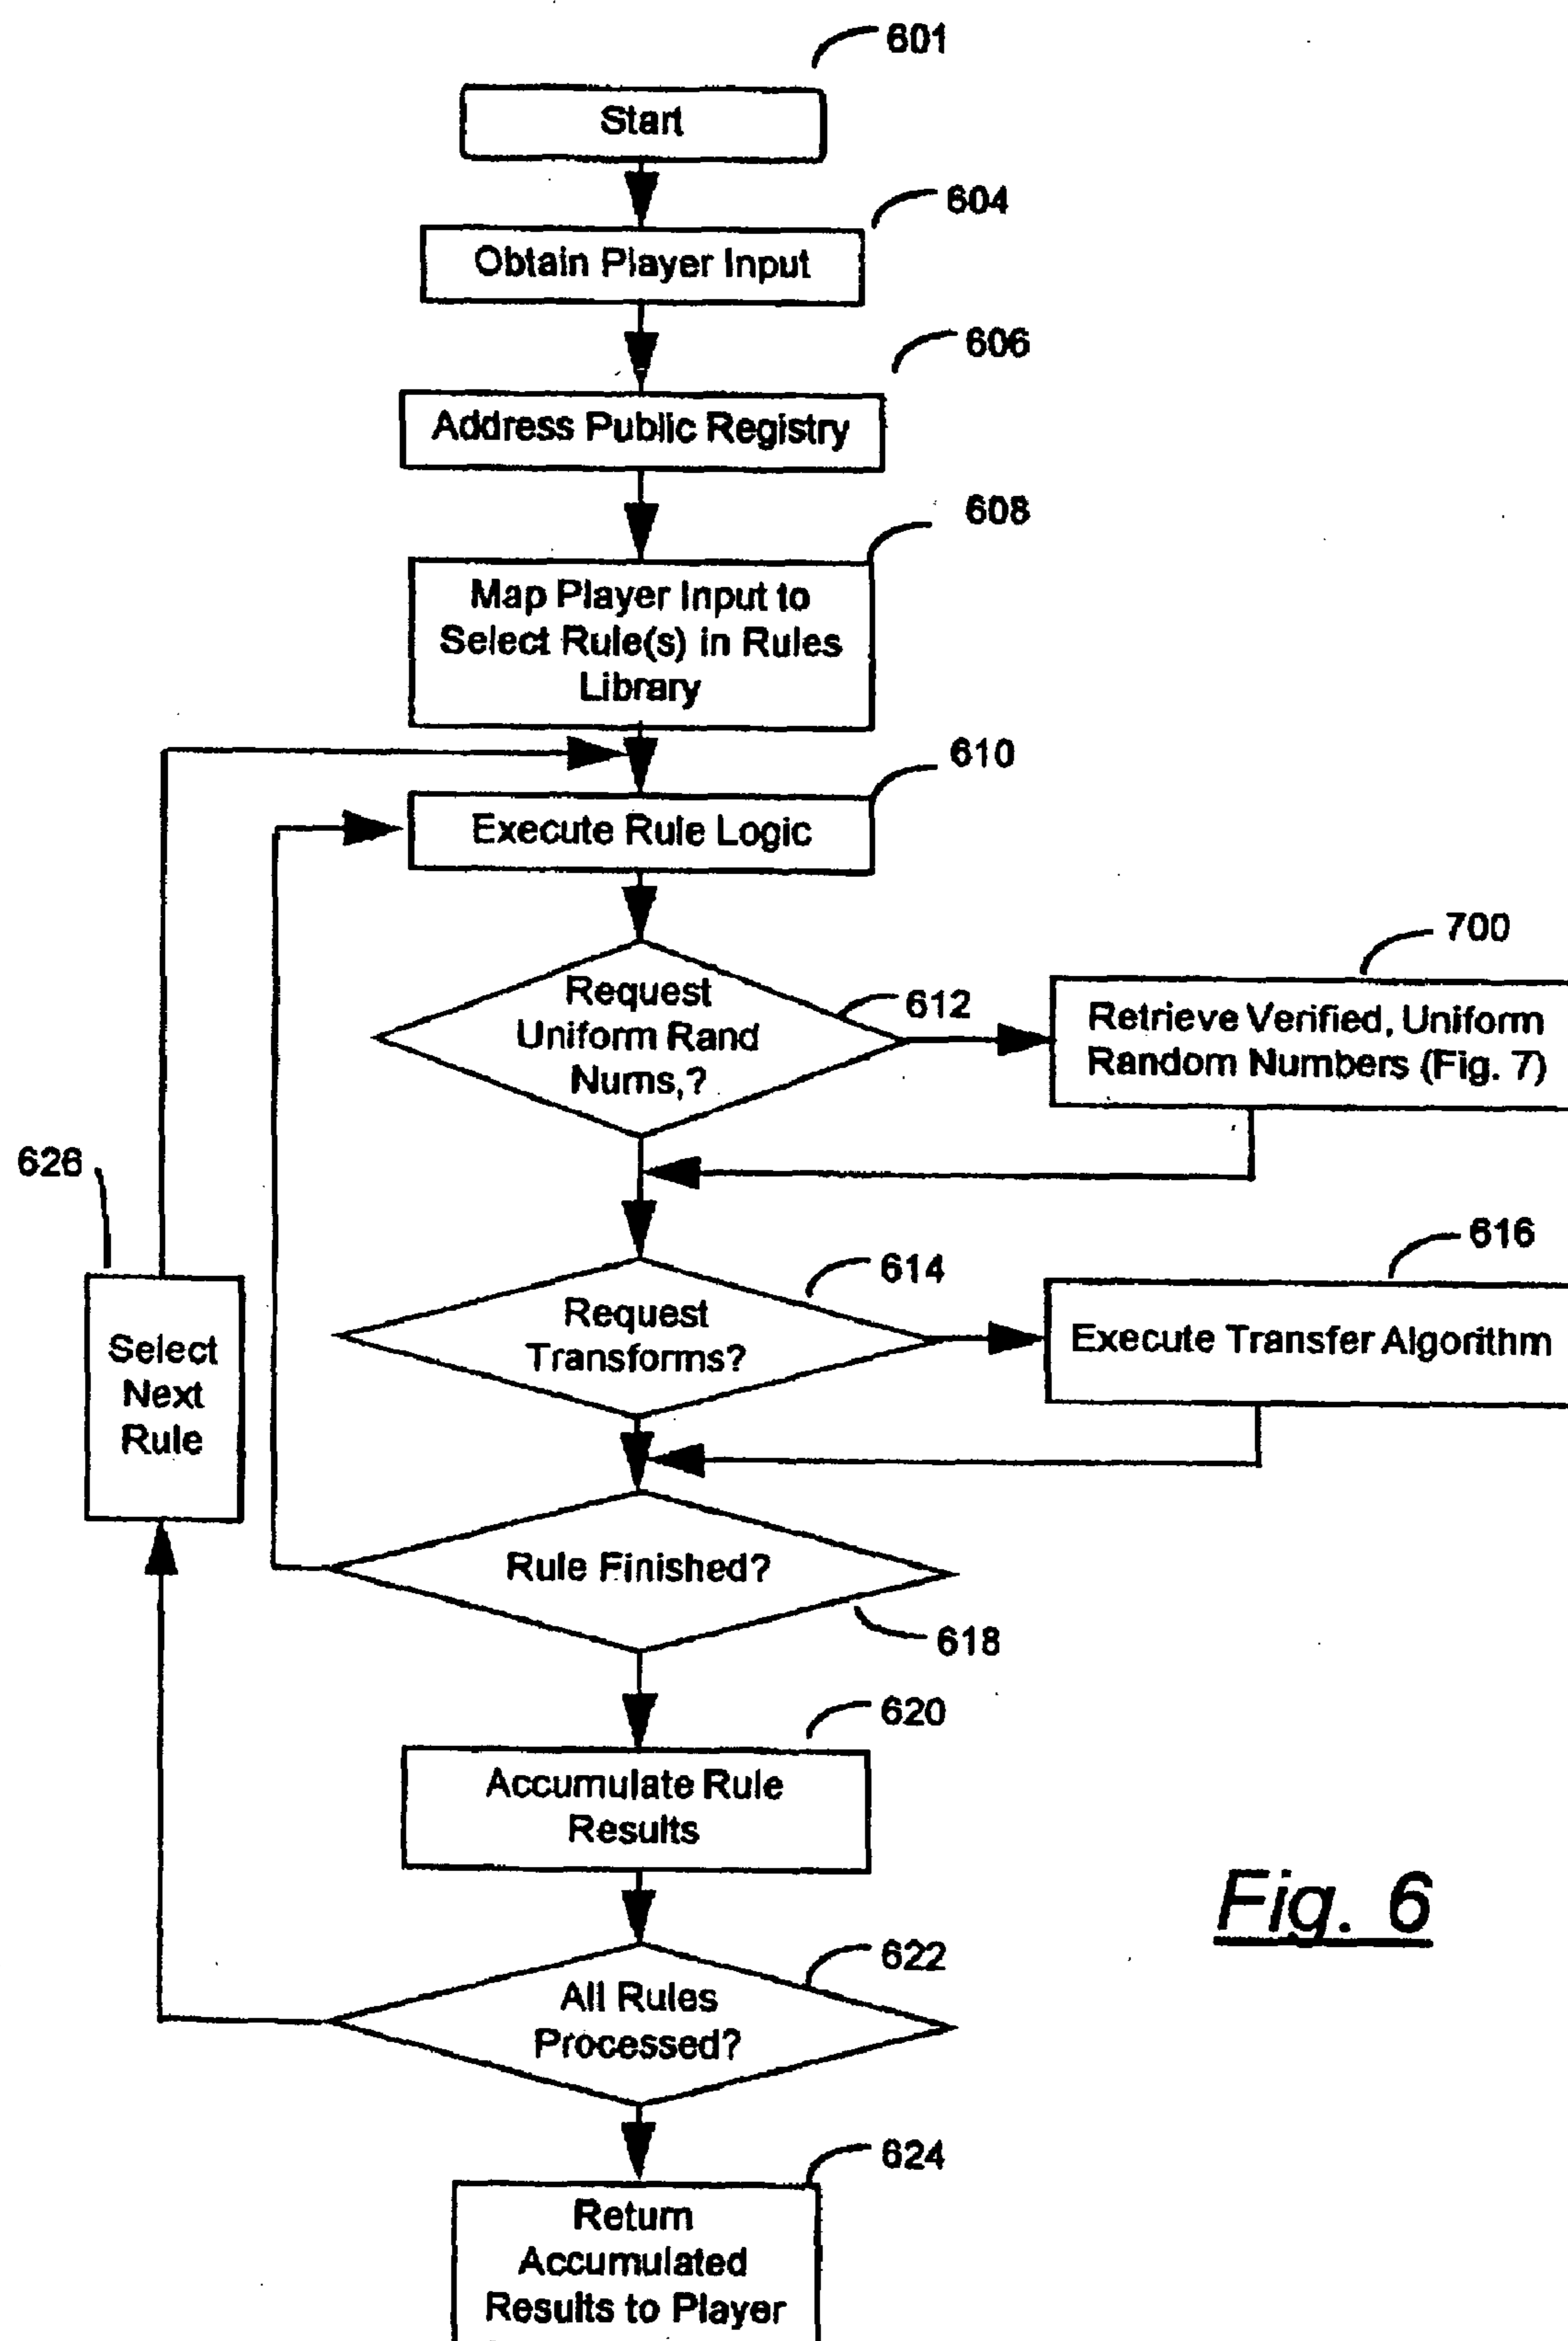 601
Start
604
Obtain Player Input
606
Address Public Registry
608
Map Player Input to
Select Rule(s) in Rules
Library
610
Execute Rule Logic
700
612
Request
Uniform Rand
Nums,?
Retrieve Verified, Uniform
Random Numbers (Fig. 7)
626
614
616
Request
Transforms?
Execute Transfer Algorithm
Select
Next
Rule
Rule Finished?
618
620
Accumulate Rule
Results
Fig. 6
622
All Rules
Processed?
624
Return
Accumulated
Results to Player